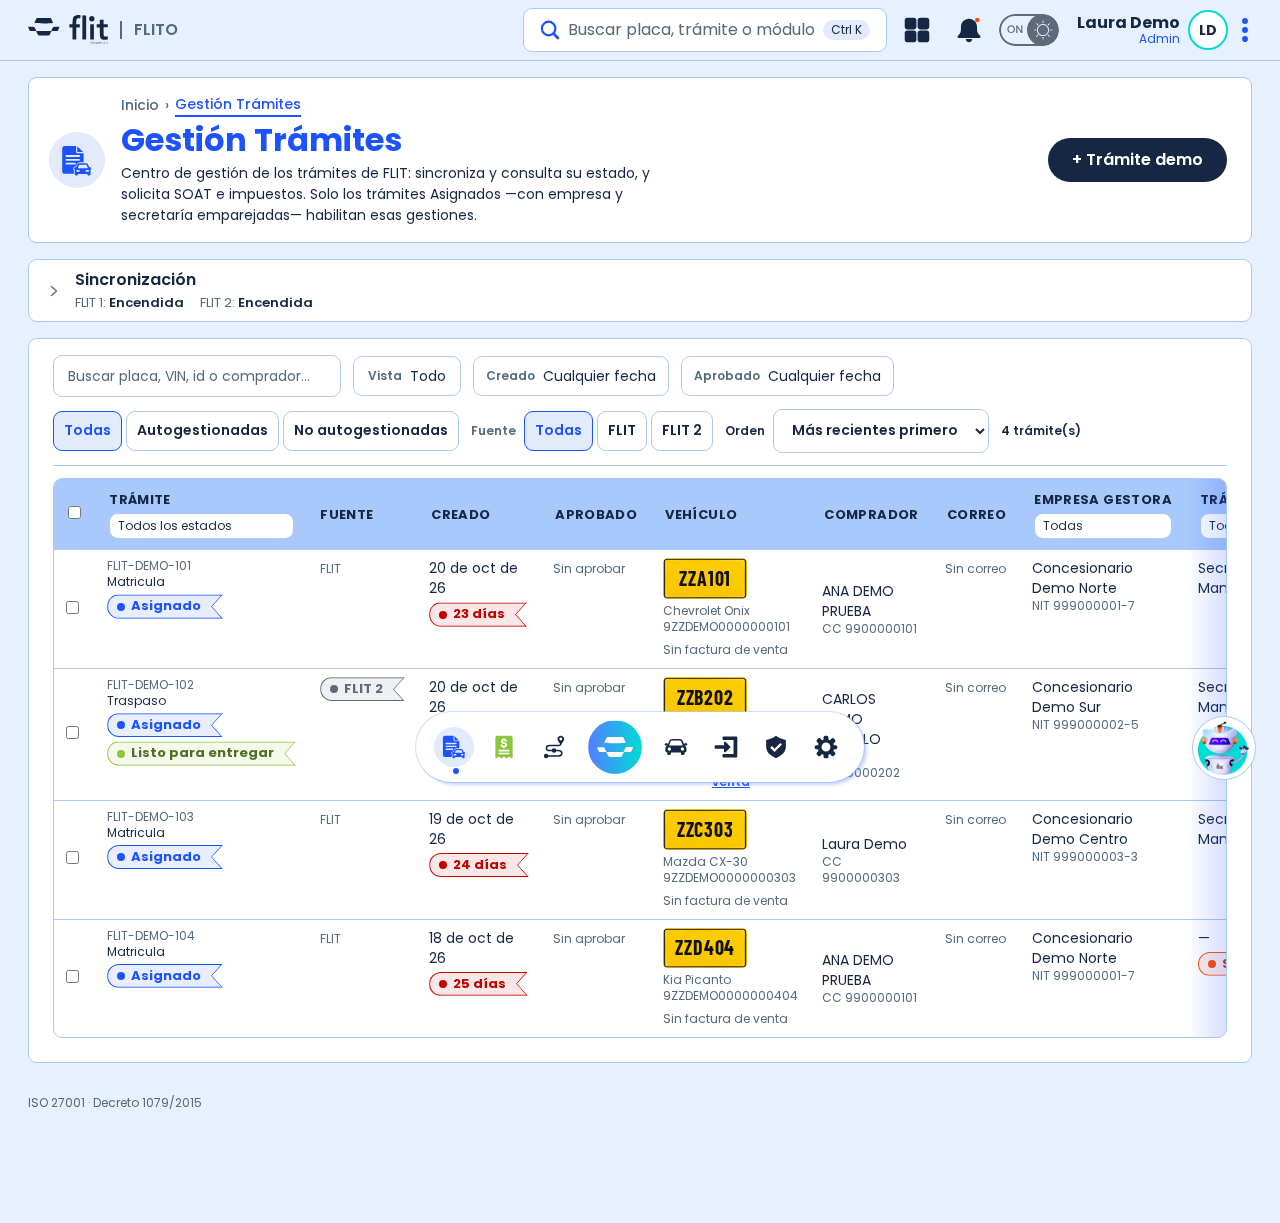 flit | FLITO
Buscar placa, trámite o módulo Ctrl K
ON
Laura Demo
Admin
LD
Inicio › Gestión Trámites
Gestión Trámites
Centro de gestión de los trámites de FLIT: sincroniza y consulta su estado, y
solicita SOAT e impuestos. Solo los trámites Asignados —con empresa y
secretaría emparejadas— habilitan esas gestiones.
+ Trámite demo
Sincronización
FLIT 1: Encendida FLIT 2: Encendida
Buscar placa, VIN, id o comprador... Vista Todo Creado Cualquier fecha Aprobado Cualquier fecha
Todas Autogestionadas No autogestionadas Fuente Todas FLIT FLIT 2 Orden Más recientes primero 4 trámite(s)
TRÁMITE FUENTE CREADO APROBADO VEHÍCULO COMPRADOR CORREO EMPRESA GESTORA
Todos los estados Todas
FLIT-DEMO-101
Matricula
Asignado
FLIT
20 de oct de
26
23 días
Sin aprobar
ZZA101
Chevrolet Onix
9ZZDEMO0000000101
Sin factura de venta
ANA DEMO
PRUEBA
CC 9900000101
Sin correo
Concesionario
Demo Norte
NIT 999000001-7
FLIT-DEMO-102
Traspaso
Asignado
Listo para entregar
FLIT 2
20 de oct de
26
Sin aprobar
ZZB202
venta
CARLOS
Sin correo
Concesionario
Demo Sur
NIT 999000002-5
FLIT-DEMO-103
Matricula
Asignado
FLIT
19 de oct de
26
24 días
Sin aprobar
ZZC303
Mazda CX-30
9ZZDEMO0000000303
Sin factura de venta
Laura Demo
CC
9900000303
Sin correo
Concesionario
Demo Centro
NIT 999000003-3
FLIT-DEMO-104
Matricula
Asignado
FLIT
18 de oct de
26
25 días
Sin aprobar
ZZD404
Kia Picanto
9ZZDEMO0000000404
Sin factura de venta
ANA DEMO
PRUEBA
CC 9900000101
Sin correo
Concesionario
Demo Norte
NIT 999000001-7
—
ISO 27001 · Decreto 1079/2015